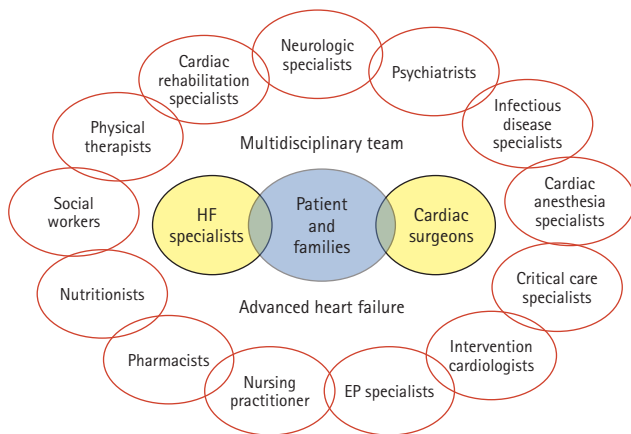 Neurologic
specialists
Psychiatrists
Infectious
disease
specialists
Cardiac
anesthesia
specialists
Critical care
specialists
Intervention
cardiologists
EP specialists
Nursing
practitioner
Pharmacists
Nutritionists
Social
workers
Physical
therapists
Cardiac
rehabilitation
specialists
Multidisciplinary team
HF
specialists
Patient
and
families
Cardiac
surgeons
Advanced heart failure